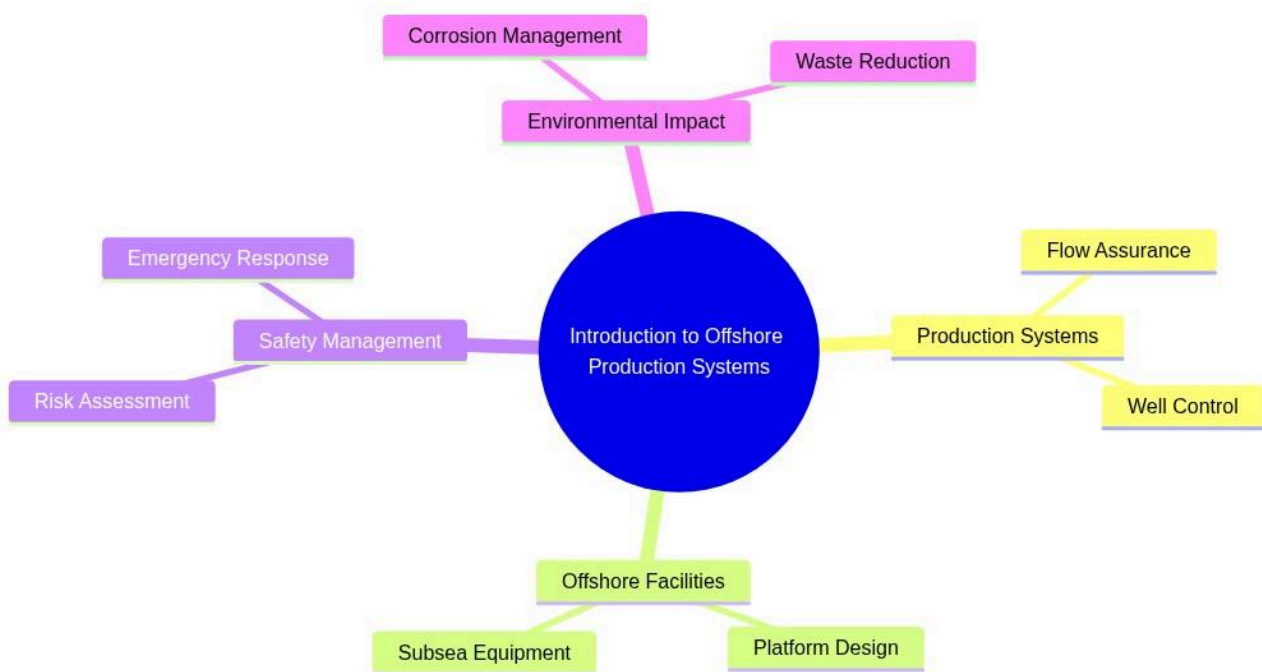 Corrosion Management
Waste Reduction
Environmental Impact
Emergency Response
Safety Management
Risk Assessment
Introduction to Offshore
Production Systems
Flow Assurance
Production Systems
Well Control
Offshore Facilities
Subsea Equipment
Platform Design